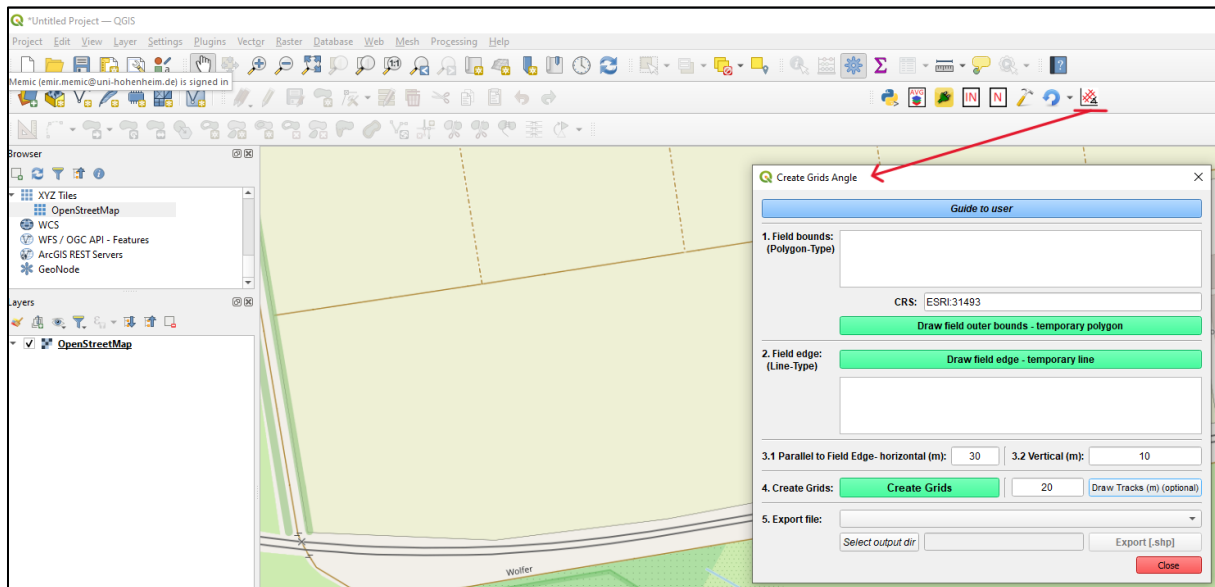 *Untitled Project — QGIS
Project Edit View Layer Settings Plugins Vector Raster Database Web Mesh Processing Help
Memic (emir.memic@uni-hohenheim.de) is signed in
1:1
AVG
IN
N
4
Browser
XYZ Tiles
OpenStreetMap
WCS
WFS / OGC API - Features
ArcGIS REST Servers
GeoNode
Layers
OpenStreetMap
Wolfer
Create Grids Angle
Guide to user
1. Field bounds:
(Polygon-Type)
CRS: ESRI:31493
Draw field outer bounds - temporary polygon
2. Field edge:
(Line-Type)
Draw field edge - temporary line
3.1 Parallel to Field Edge- horizontal (m): 30 3.2 Vertical (m): 10
4. Create Grids: Create Grids 20 Draw Tracks (m) (optional)
5. Export file:
Select output dir Export [.shp]
Close